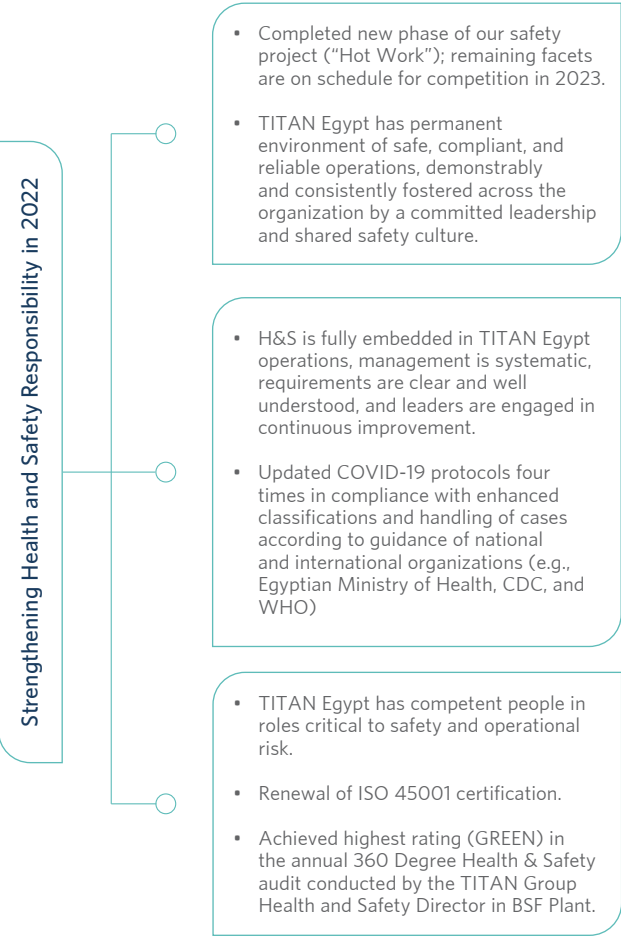 Strengthening Health and Safety Responsibility in 2022
• Completed new phase of our safety
project (“Hot Work”); remaining facets
are on schedule for competition in 2023.
• TITAN Egypt has permanent
environment of safe, compliant, and
reliable operations, demonstrably
and consistently fostered across the
organization by a committed leadership
and shared safety culture.
• H&S is fully embedded in TITAN Egypt
operations, management is systematic,
requirements are clear and well
understood, and leaders are engaged in
continuous improvement.
• Updated COVID-19 protocols four
times in compliance with enhanced
classifications and handling of cases
according to guidance of national
and international organizations (e.g.,
Egyptian Ministry of Health, CDC, and
WHO)
• TITAN Egypt has competent people in
roles critical to safety and operational
risk.
• Renewal of ISO 45001 certification.
• Achieved highest rating (GREEN) in
the annual 360 Degree Health & Safety
audit conducted by the TITAN Group
Health and Safety Director in BSF Plant.